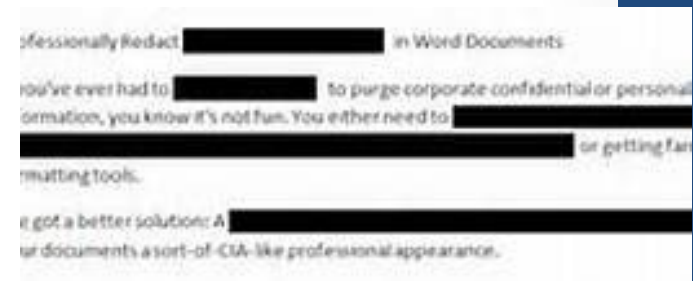 ofessionally Redact in Word Documents
you've ever had to to purge corporate confidential or personal
ormation, you know it's not fun. You either need to
or getting fan
rmatting tools.
e got a better solution: A
ur documents a sort-of-CIA-like professional appearance.